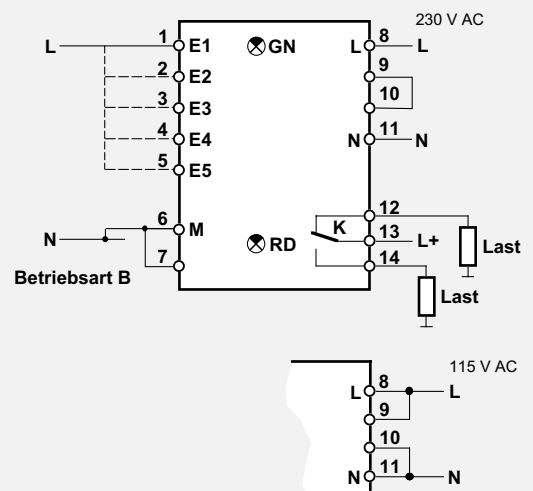 230 V AC
L 1 E1 GN L 8 L
2 E2 9
3 E3 10
4 E4 N 11 N
5 E5
12
6 M K 13 L+ Last
N RD
7 14
Betriebsart B Last
115 V AC
L 8 L
9
10
N 11 N